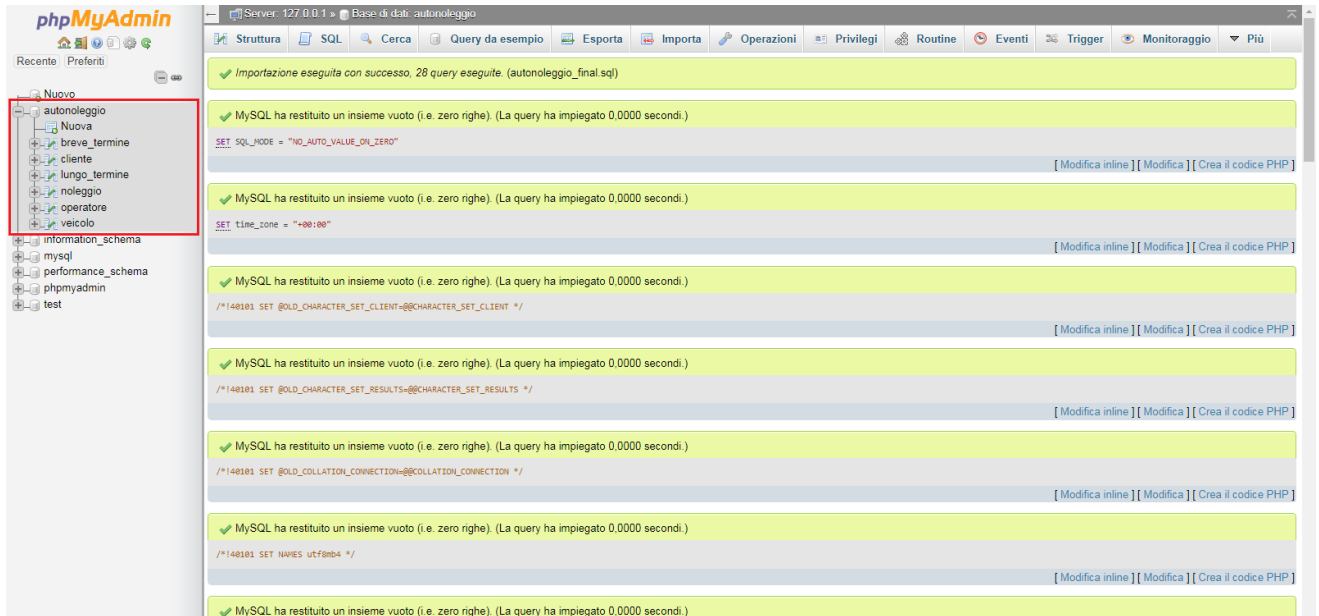 phpMyAdmin
Recente Preferiti
Nuovo
autonoleggio
Nuova
breve_termine
cliente
lungo_termine
noleggio
operatore
veicolo
information_schema
mysql
performance_schema
phpmyadmin
test
Server: 127.0.0.1 » Base di dati: autonoleggio
Struttura SQL Cerca Query da esempio Esporta Importa Operazioni Privilegi Routine Eventi Trigger Monitoraggio Più
Importazione eseguita con successo, 28 query eseguite. (autonoleggio_final.sql)
MySQL ha restituito un insieme vuoto (i.e. zero righe). (La query ha impiegato 0,0000 secondi.)
SET SQL_MODE = "NO_AUTO_VALUE_ON_ZERO"
[ Modifica inline ] [ Modifica ] [ Crea il codice PHP ]
MySQL ha restituito un insieme vuoto (i.e. zero righe). (La query ha impiegato 0,0000 secondi.)
SET time_zone = "+00:00"
[ Modifica inline ] [ Modifica ] [ Crea il codice PHP ]
MySQL ha restituito un insieme vuoto (i.e. zero righe). (La query ha impiegato 0,0000 secondi.)
/*!40101 SET @OLD_CHARACTER_SET_CLIENT=@@CHARACTER_SET_CLIENT */
[ Modifica inline ] [ Modifica ] [ Crea il codice PHP ]
MySQL ha restituito un insieme vuoto (i.e. zero righe). (La query ha impiegato 0,0000 secondi.)
/*!40101 SET @OLD_CHARACTER_SET_RESULTS=@@CHARACTER_SET_RESULTS */
[ Modifica inline ] [ Modifica ] [ Crea il codice PHP ]
MySQL ha restituito un insieme vuoto (i.e. zero righe). (La query ha impiegato 0,0000 secondi.)
/*!40101 SET @OLD_COLLATION_CONNECTION=@@COLLATION_CONNECTION */
[ Modifica inline ] [ Modifica ] [ Crea il codice PHP ]
MySQL ha restituito un insieme vuoto (i.e. zero righe). (La query ha impiegato 0,0000 secondi.)
/*!40101 SET NAMES utf8mb4 */
[ Modifica inline ] [ Modifica ] [ Crea il codice PHP ]
MySQL ha restituito un insieme vuoto (i.e. zero righe). (La query ha impiegato 0,0000 secondi.)